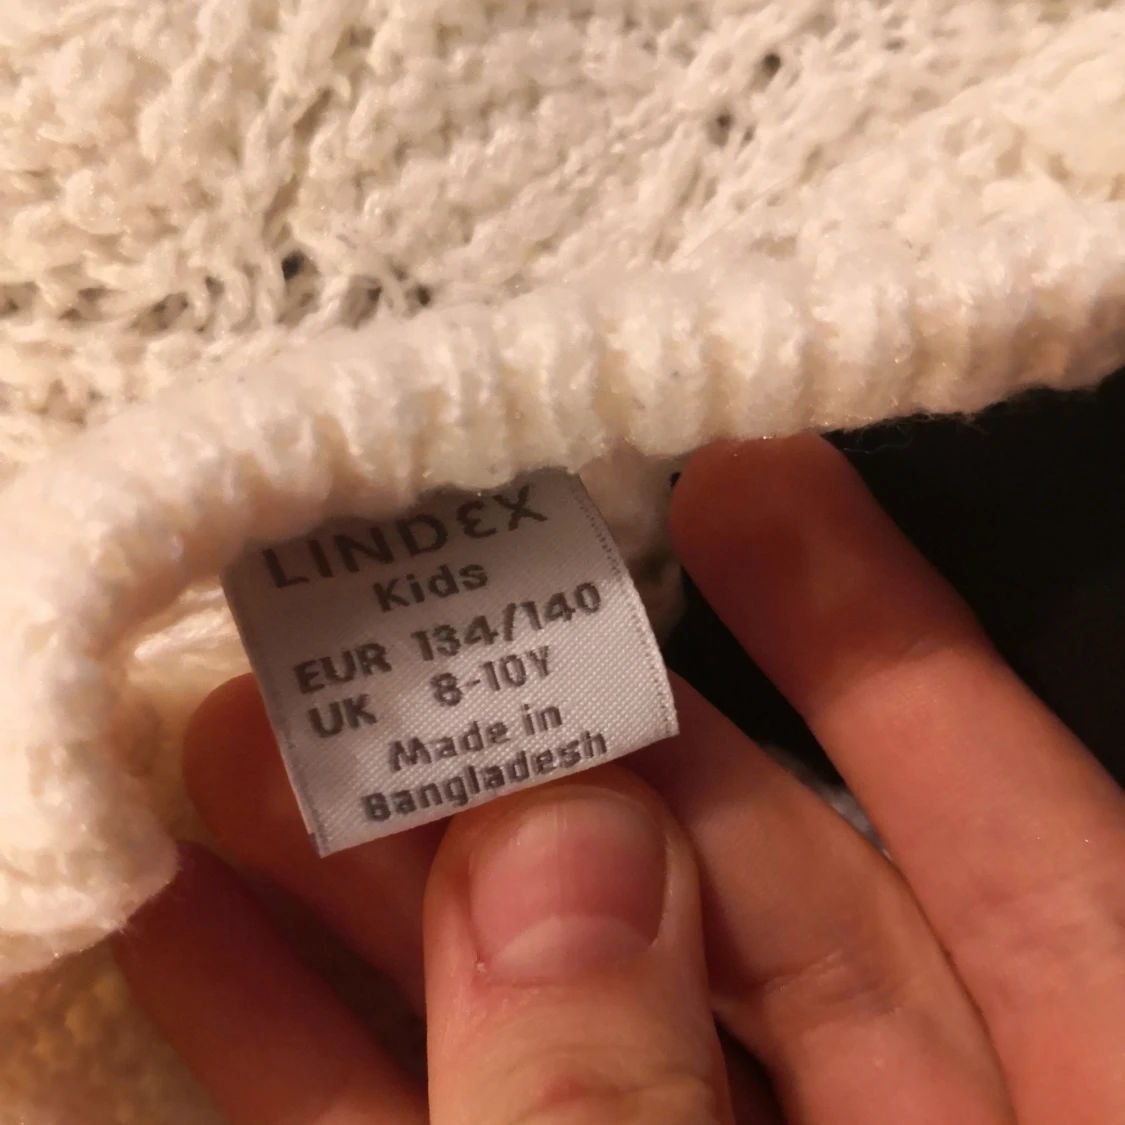 LINDEX
Kids
EUR 134/140
UK 8-10Y
Made in
Bangladesh